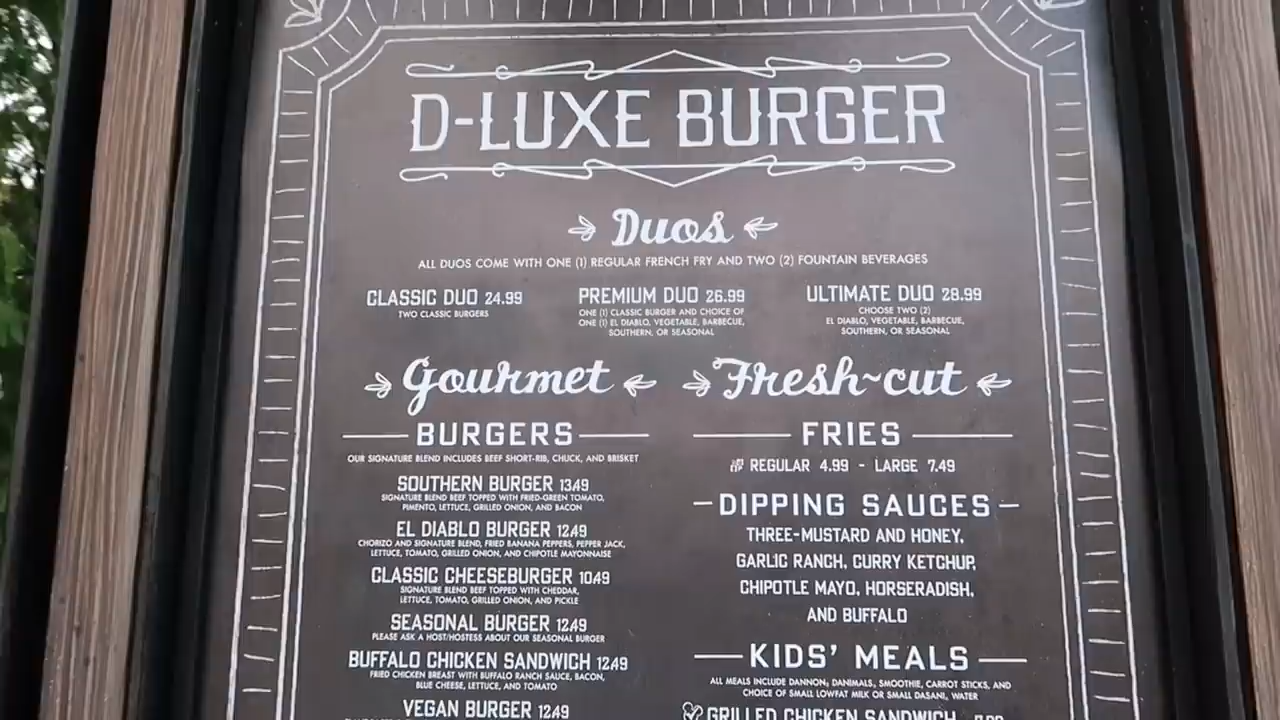 D-LUXE BURGER
Duos
ALL DUOS COME WITH ONE (1) REGULAR FRENCH FRY AND TWO (2) FOUNTAIN BEVERAGES
CLASSIC DUO 24.99
TWO CLASSIC BURGERS
PREMIUM DUO 26.99
ONE (1) CLASSIC BURGER AND CHOICE OF
ONE (1) EL DIABLO, VEGETABLE, BARBECUE,
SOUTHERN, OR SEASONAL
ULTIMATE DUO 28.99
CHOOSE TWO (2)
EL DIABLO, VEGETABLE, BARBECUE,
SOUTHERN, OR SEASONAL
Gourmet
BURGERS
OUR SIGNATURE BLEND INCLUDES BEEF SHORT-RIB, CHUCK, AND BRISKET
SOUTHERN BURGER 13.49
SIGNATURE BLEND BEEF TOPPED WITH FRIED-GREEN TOMATO,
PIMENTO, LETTUCE, GRILLED ONION, AND BACON
EL DIABLO BURGER 12.49
CHORIZO AND SIGNATURE BLEND, FRIED BANANA PEPPERS, PEPPER JACK,
LETTUCE, TOMATO, GRILLED ONION, AND CHIPOTLE MAYONNAISE
CLASSIC CHEESEBURGER 10.49
SIGNATURE BLEND BEEF TOPPED WITH CHEDDAR,
LETTUCE, TOMATO, GRILLED ONION, AND PICKLE
SEASONAL BURGER 12.49
PLEASE ASK A HOST/HOSTESS ABOUT OUR SEASONAL BURGER
BUFFALO CHICKEN SANDWICH 12.49
FRIED CHICKEN BREAST WITH BUFFALO RANCH SAUCE, BACON,
BLUE CHEESE, LETTUCE, AND TOMATO
VEGAN BURGER 12.49
Fresh-cut
FRIES
REGULAR 4.99 - LARGE 7.49
DIPPING SAUCES
THREE-MUSTARD AND HONEY,
GARLIC RANCH, CURRY KETCHUP,
CHIPOTLE MAYO, HORSERADISH,
AND BUFFALO
KIDS' MEALS
ALL MEALS INCLUDE DANNON, DANIMALS, SMOOTHIE, CARROT STICKS, AND
CHOICE OF SMALL LOWFAT MILK OR SMALL DASANI, WATER
GRILLED CHICKEN SANDWICH